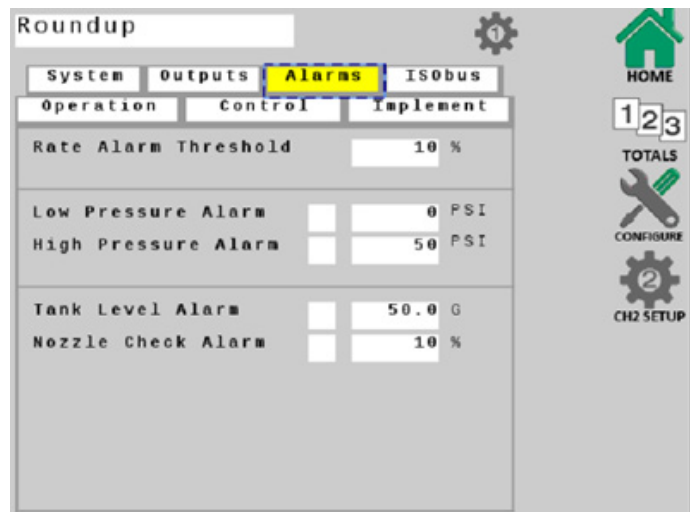 Roundup
1
System Outputs Alarms ISObus
Operation Control Implement
Rate Alarm Threshold 10 %
Low Pressure Alarm 0 PSI
High Pressure Alarm 50 PSI
Tank Level Alarm 50.0 G
Nozzle Check Alarm 10 %
HOME
123
TOTALS
CONFIGURE
2
CH2 SETUP